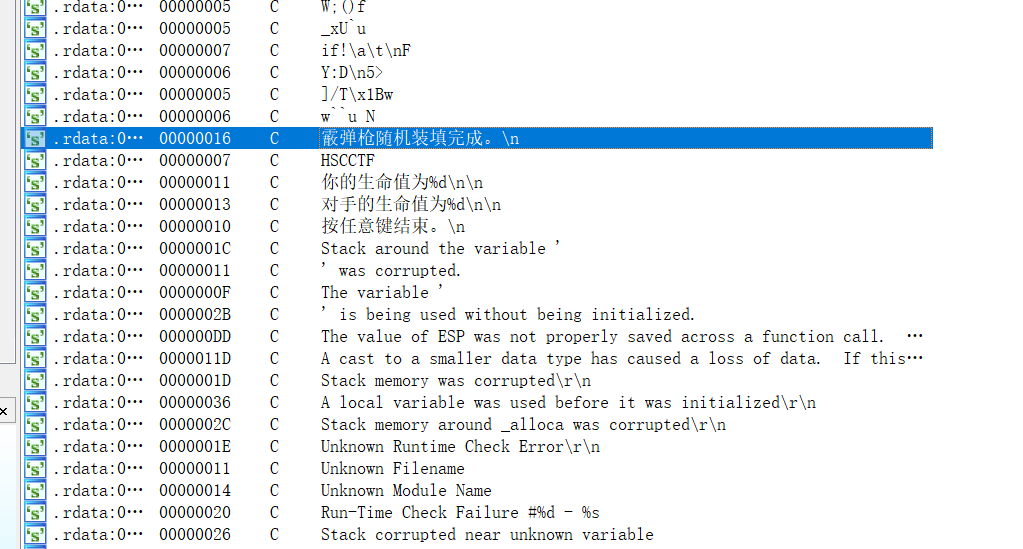 .rdata:0… 00000005 C W;()f
.rdata:0… 00000005 C _xU`u
.rdata:0… 00000007 C if!\a\t\nF
.rdata:0… 00000006 C Y:D\n5>
.rdata:0… 00000005 C ]/T\x1Bw
.rdata:0… 00000006 C w``u N
.rdata:0… 00000016 C 霰弹枪随机装填完成。\n
.rdata:0… 00000007 C HSCCTF
.rdata:0… 00000011 C 你的生命值为%d\n\n
.rdata:0… 00000013 C 对手的生命值为%d\n\n
.rdata:0… 00000010 C 按任意键结束。\n
.rdata:0… 0000001C C Stack around the variable '
.rdata:0… 00000011 C ' was corrupted.
.rdata:0… 0000000F C The variable '
.rdata:0… 0000002B C ' is being used without being initialized.
.rdata:0… 000000DD C The value of ESP was not properly saved across a function call. …
.rdata:0… 0000011D C A cast to a smaller data type has caused a loss of data. If this…
.rdata:0… 0000001D C Stack memory was corrupted\r\n
.rdata:0… 00000036 C A local variable was used before it was initialized\r\n
.rdata:0… 0000002C C Stack memory around _alloca was corrupted\r\n
.rdata:0… 0000001E C Unknown Runtime Check Error\r\n
.rdata:0… 00000011 C Unknown Filename
.rdata:0… 00000014 C Unknown Module Name
.rdata:0… 00000020 C Run-Time Check Failure #%d - %s
.rdata:0… 00000026 C Stack corrupted near unknown variable